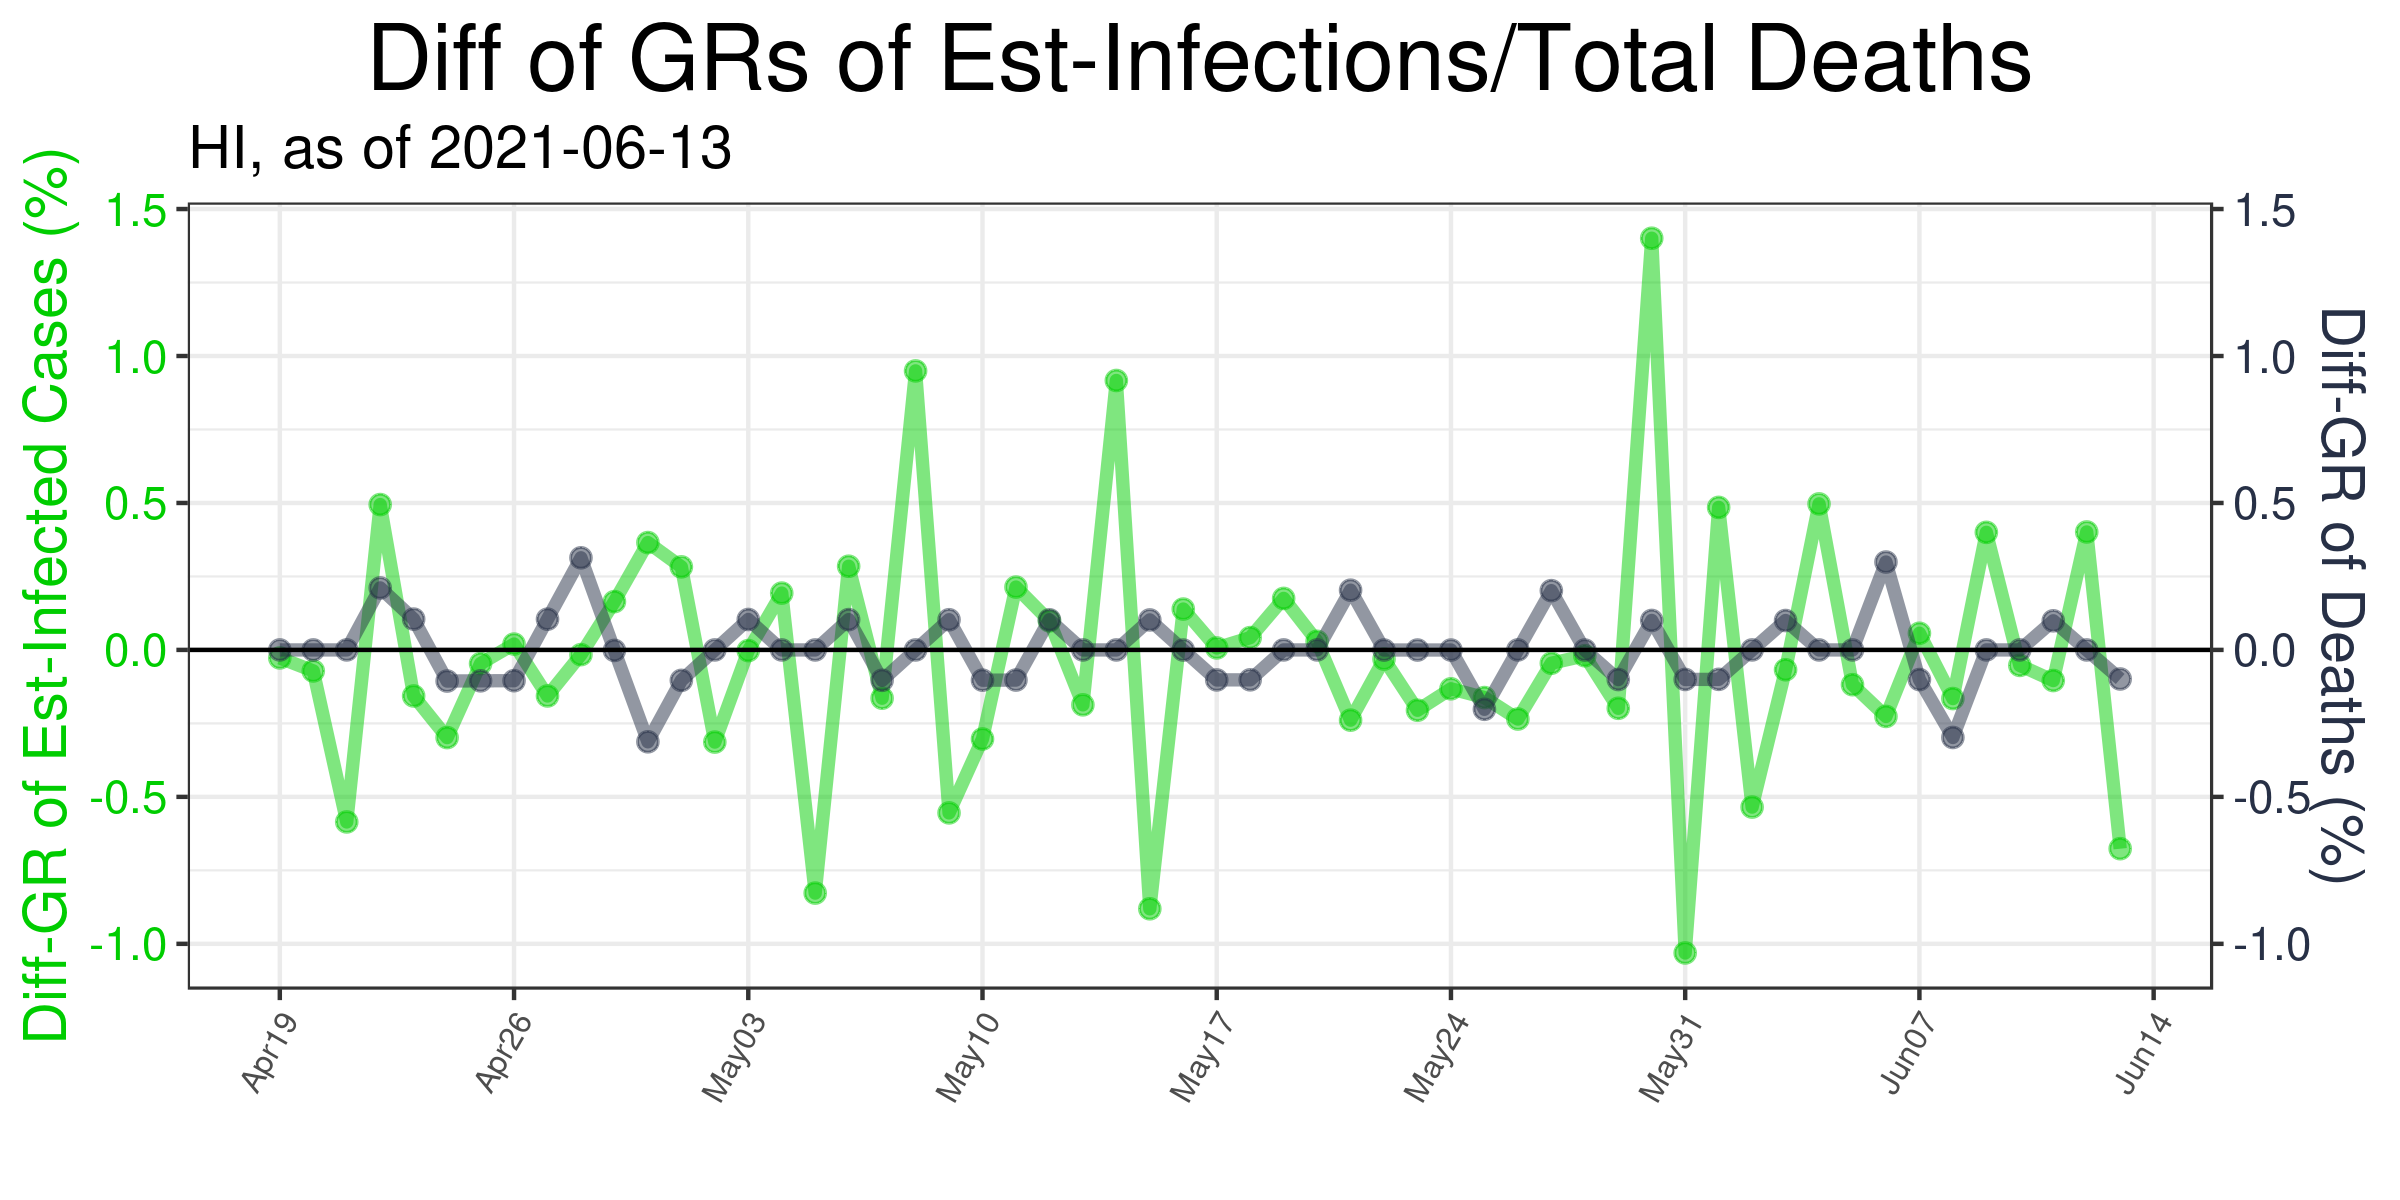 Diff of GRs of Est-Infections/Total Deaths
HI, as of 2021-06-13
Diff-GR of Est-Infected Cases (%)
1.5
1.0
0.5
0.0
-0.5
-1.0
1.5
1.0
0.5
0.0
-0.5
-1.0
Diff-GR of Deaths (%)
Apr19
Apr26
May03
May10
May17
May24
May31
Jun07
Jun14